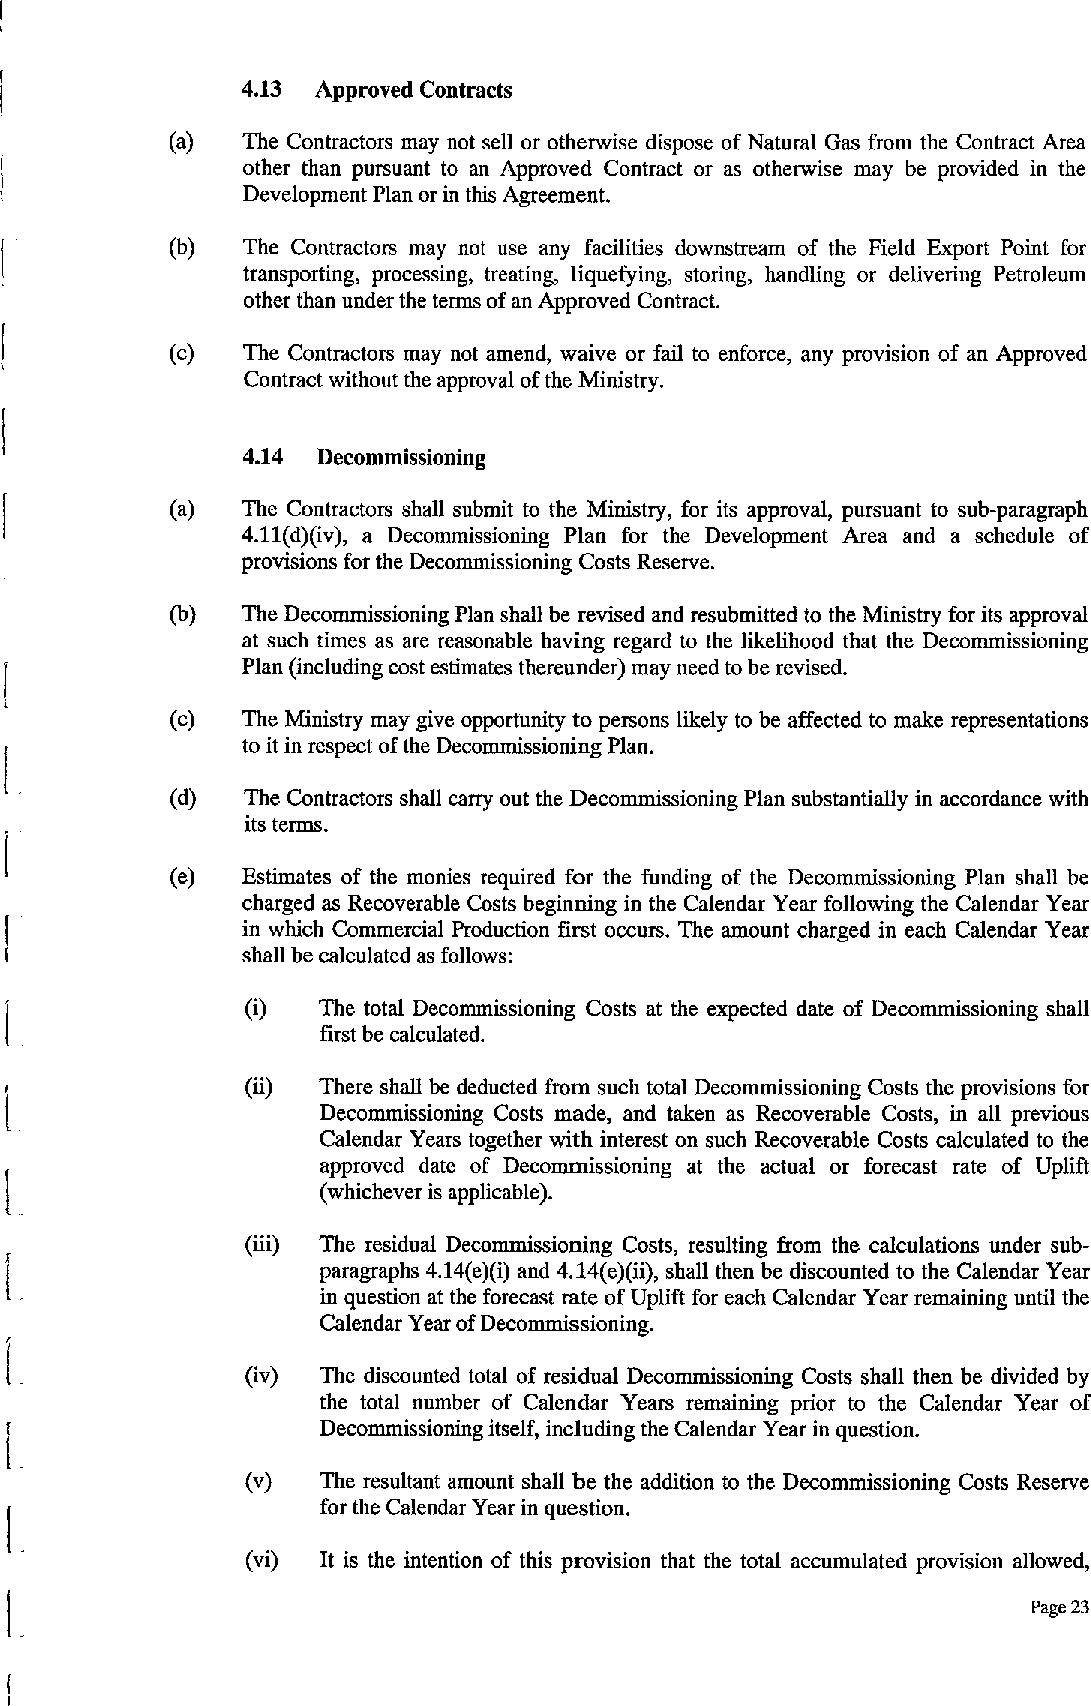 4.13 Approved Contracts
(a) The Contractors may not sell or otherwise dispose of Natural Gas from the Contract Area
other than pursuant to an Approved Contract or as otherwise may be provided in the
Development Plan or in this Agreement.
(b) The Contractors may not use any facilities downstream of the Field Export Point for
transporting, processing, treating, liquefying, storing, handling or delivering Petroleum
other than under the terms of an Approved Contract.
(c) The Contractors may not amend, waive or fail to enforce, any provision of an Approved
Contract without the approval of the Ministry.
4.14 Decommissioning
(a) The Contractors shall submit to the Ministry, for its approval, pursuant to sub-paragraph
4.11(d)(iv), a Decommissioning Plan for the Development Area and a schedule of
provisions for the Decommissioning Costs Reserve.
(b) The Decommissioning Plan shall be revised and resubmitted to the Ministry for its approval
at such times as are reasonable having regard to the likelihood that the Decommissioning
Plan (including cost estimates thereunder) may need to be revised.
(c) The Ministry may give opportunity to persons likely to be affected to make representations
to it in respect of the Decommissioning Plan.
(d) The Contractors shall carry out the Decommissioning Plan substantially in accordance with
its terms.
(e) Estimates of the monies required for the funding of the Decommissioning Plan shall be
charged as Recoverable Costs beginning in the Calendar Year following the Calendar Year
in which Commercial Production first occurs. The amount charged in each Calendar Year
shall be calculated as follows:
(i) The total Decommissioning Costs at the expected date of Decommissioning shall
first be calculated.
(ii) There shall be deducted from such total Decommissioning Costs the provisions for
Decommissioning Costs made, and taken as Recoverable Costs, in all previous
Calendar Years together with interest on such Recoverable Costs calculated to the
approved date of Decommissioning at the actual or forecast rate of Uplift
(whichever is applicable).
(iii) The residual Decommissioning Costs, resulting from the calculations under sub-
paragraphs 4.14(e)(i) and 4.14(e)(ii), shall then be discounted to the Calendar Year
in question at the forecast rate of Uplift for each Calendar Year remaining until the
Calendar Year of Decommissioning.
(iv) The discounted total of residual Decommissioning Costs shall then be divided by
the total number of Calendar Years remaining prior to the Calendar Year of
Decommissioning itself, including the Calendar Year in question.
(v) The resultant amount shall be the addition to the Decommissioning Costs Reserve
for the Calendar Year in question.
(vi) It is the intention of this provision that the total accumulated provision allowed,
Page 23